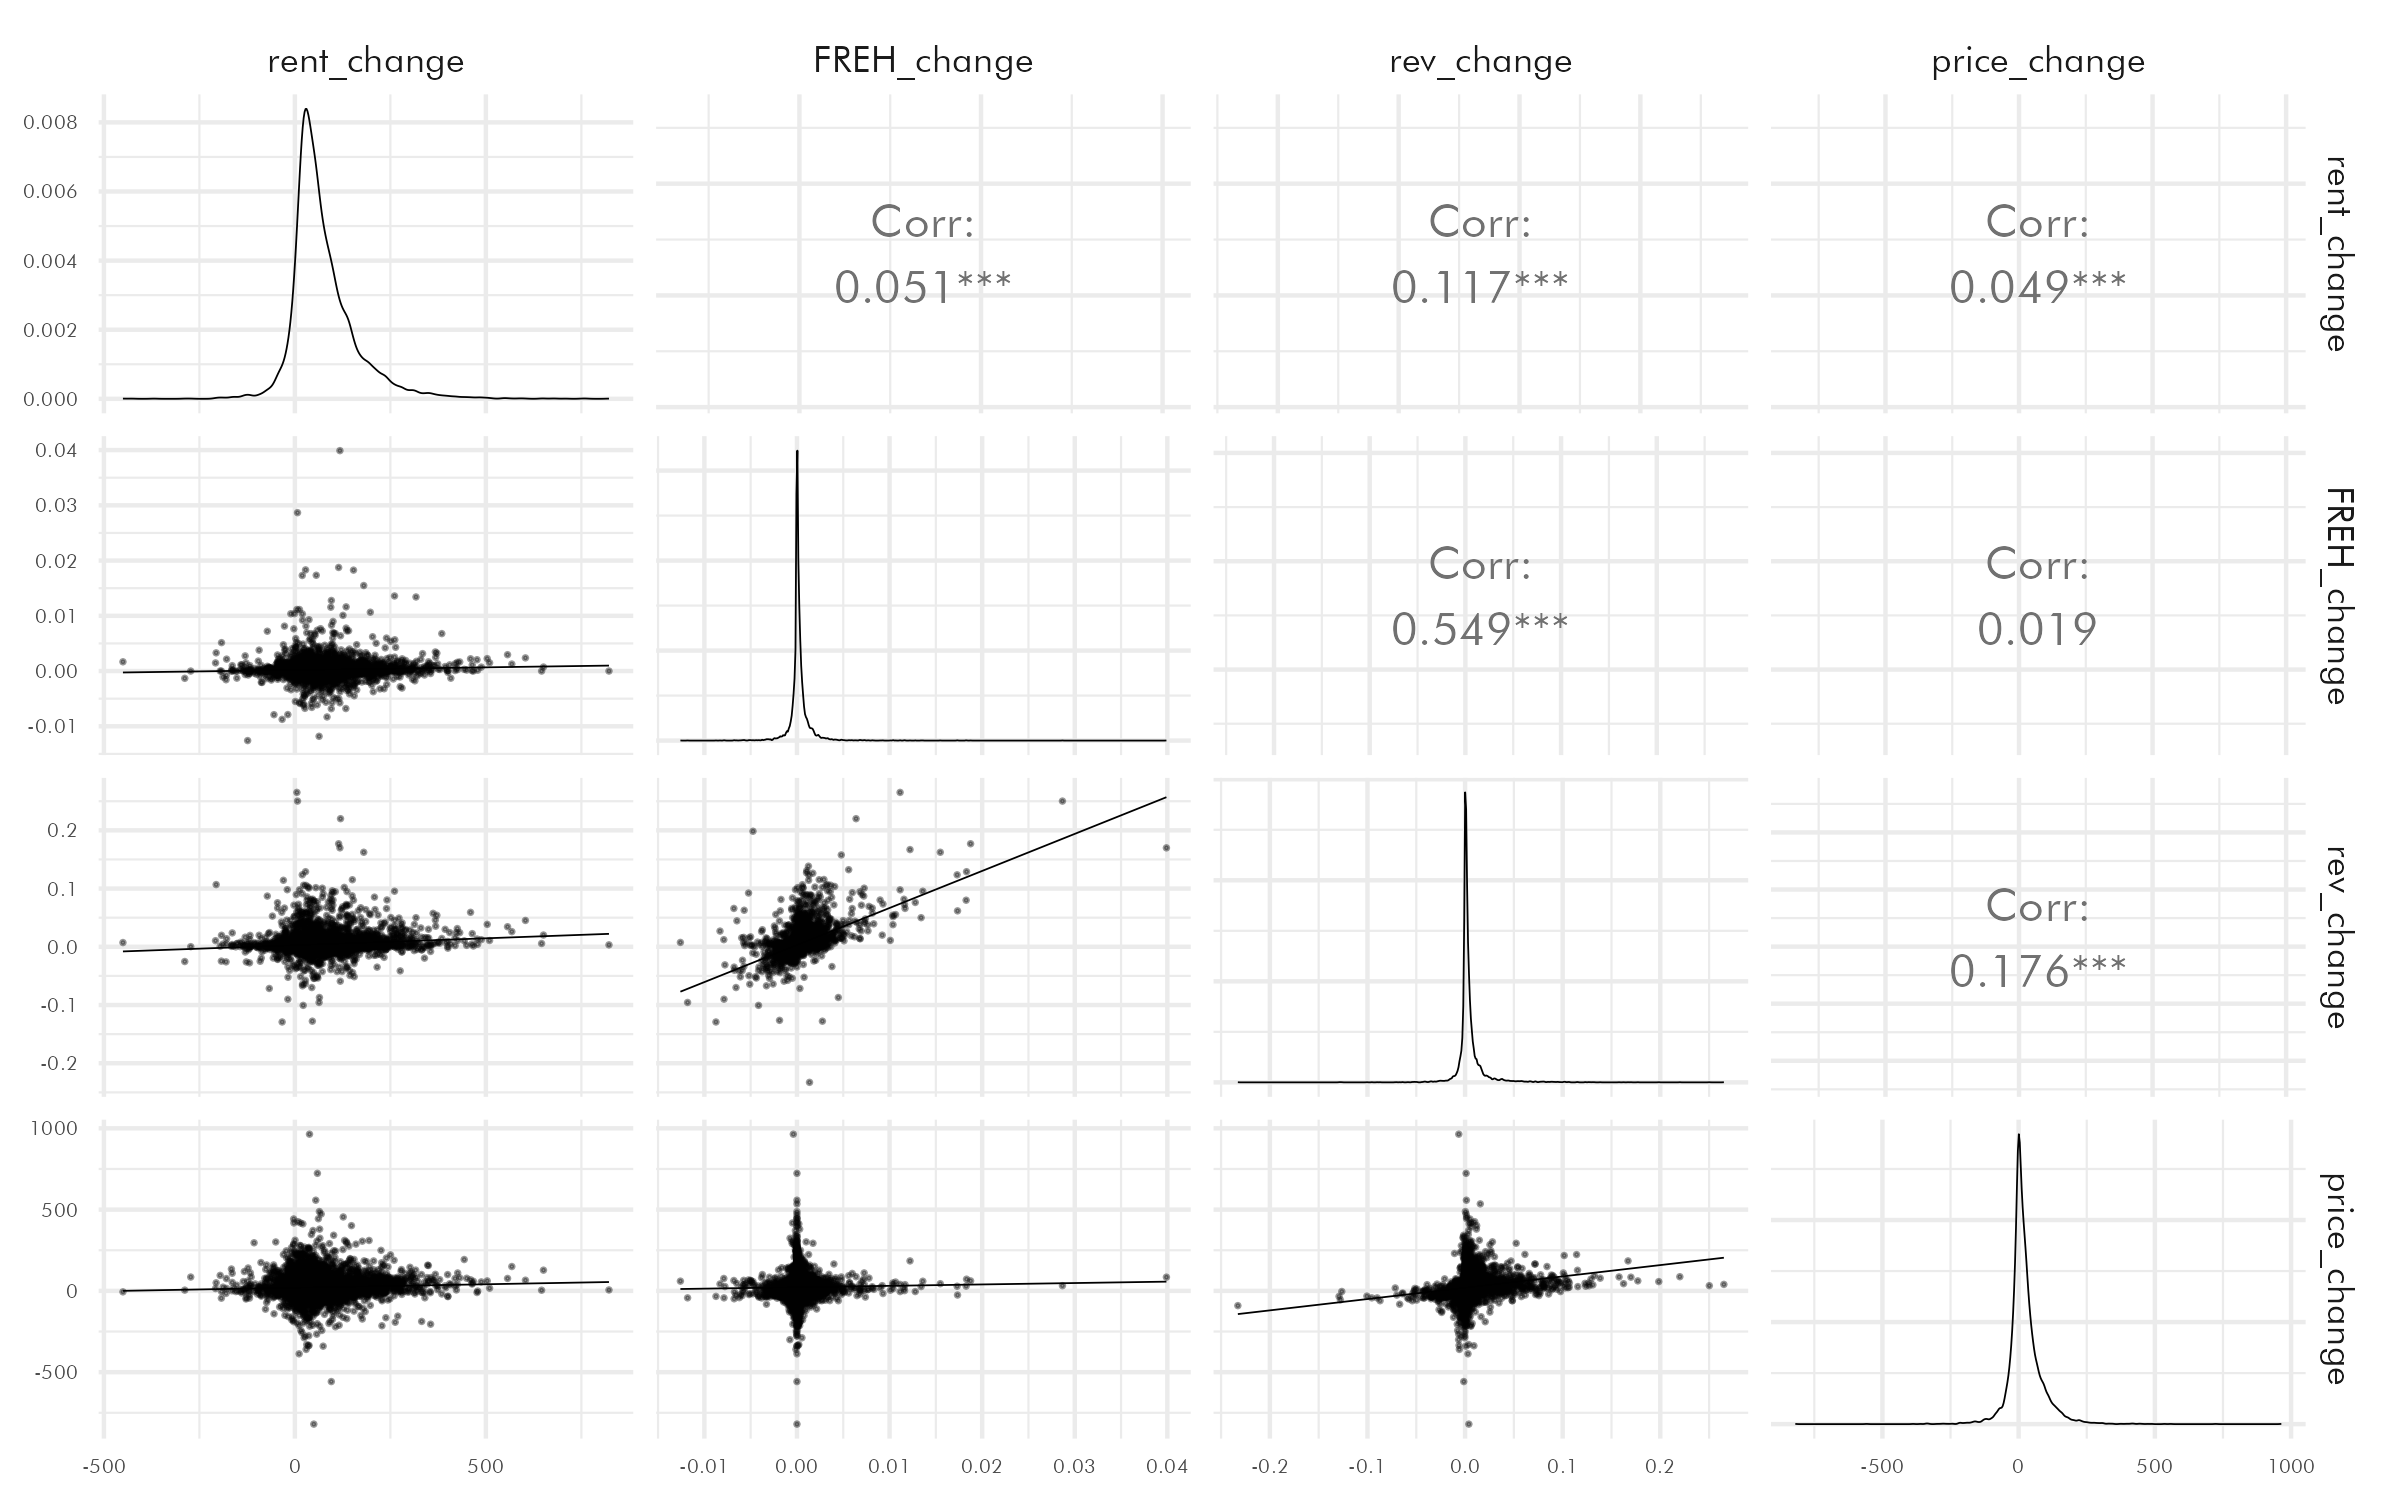 rent_change FREH_change rev_change price_change
0.008
0.006
0.004
0.002
0.000
Corr:
0.051***
Corr:
0.117***
Corr:
0.049***
rent_change
0.04
0.03
0.02
0.01
0.00
-0.01
Corr:
0.549***
Corr:
0.019
FREH_change
0.2
0.1
0.0
-0.1
-0.2
Corr:
0.176***
rev_change
1000
500
0
-500
price_change
-500 0 500
-0.01 0.00 0.01 0.02 0.03 0.04
-0.2 -0.1 0.0 0.1 0.2
-500 0 500 1000